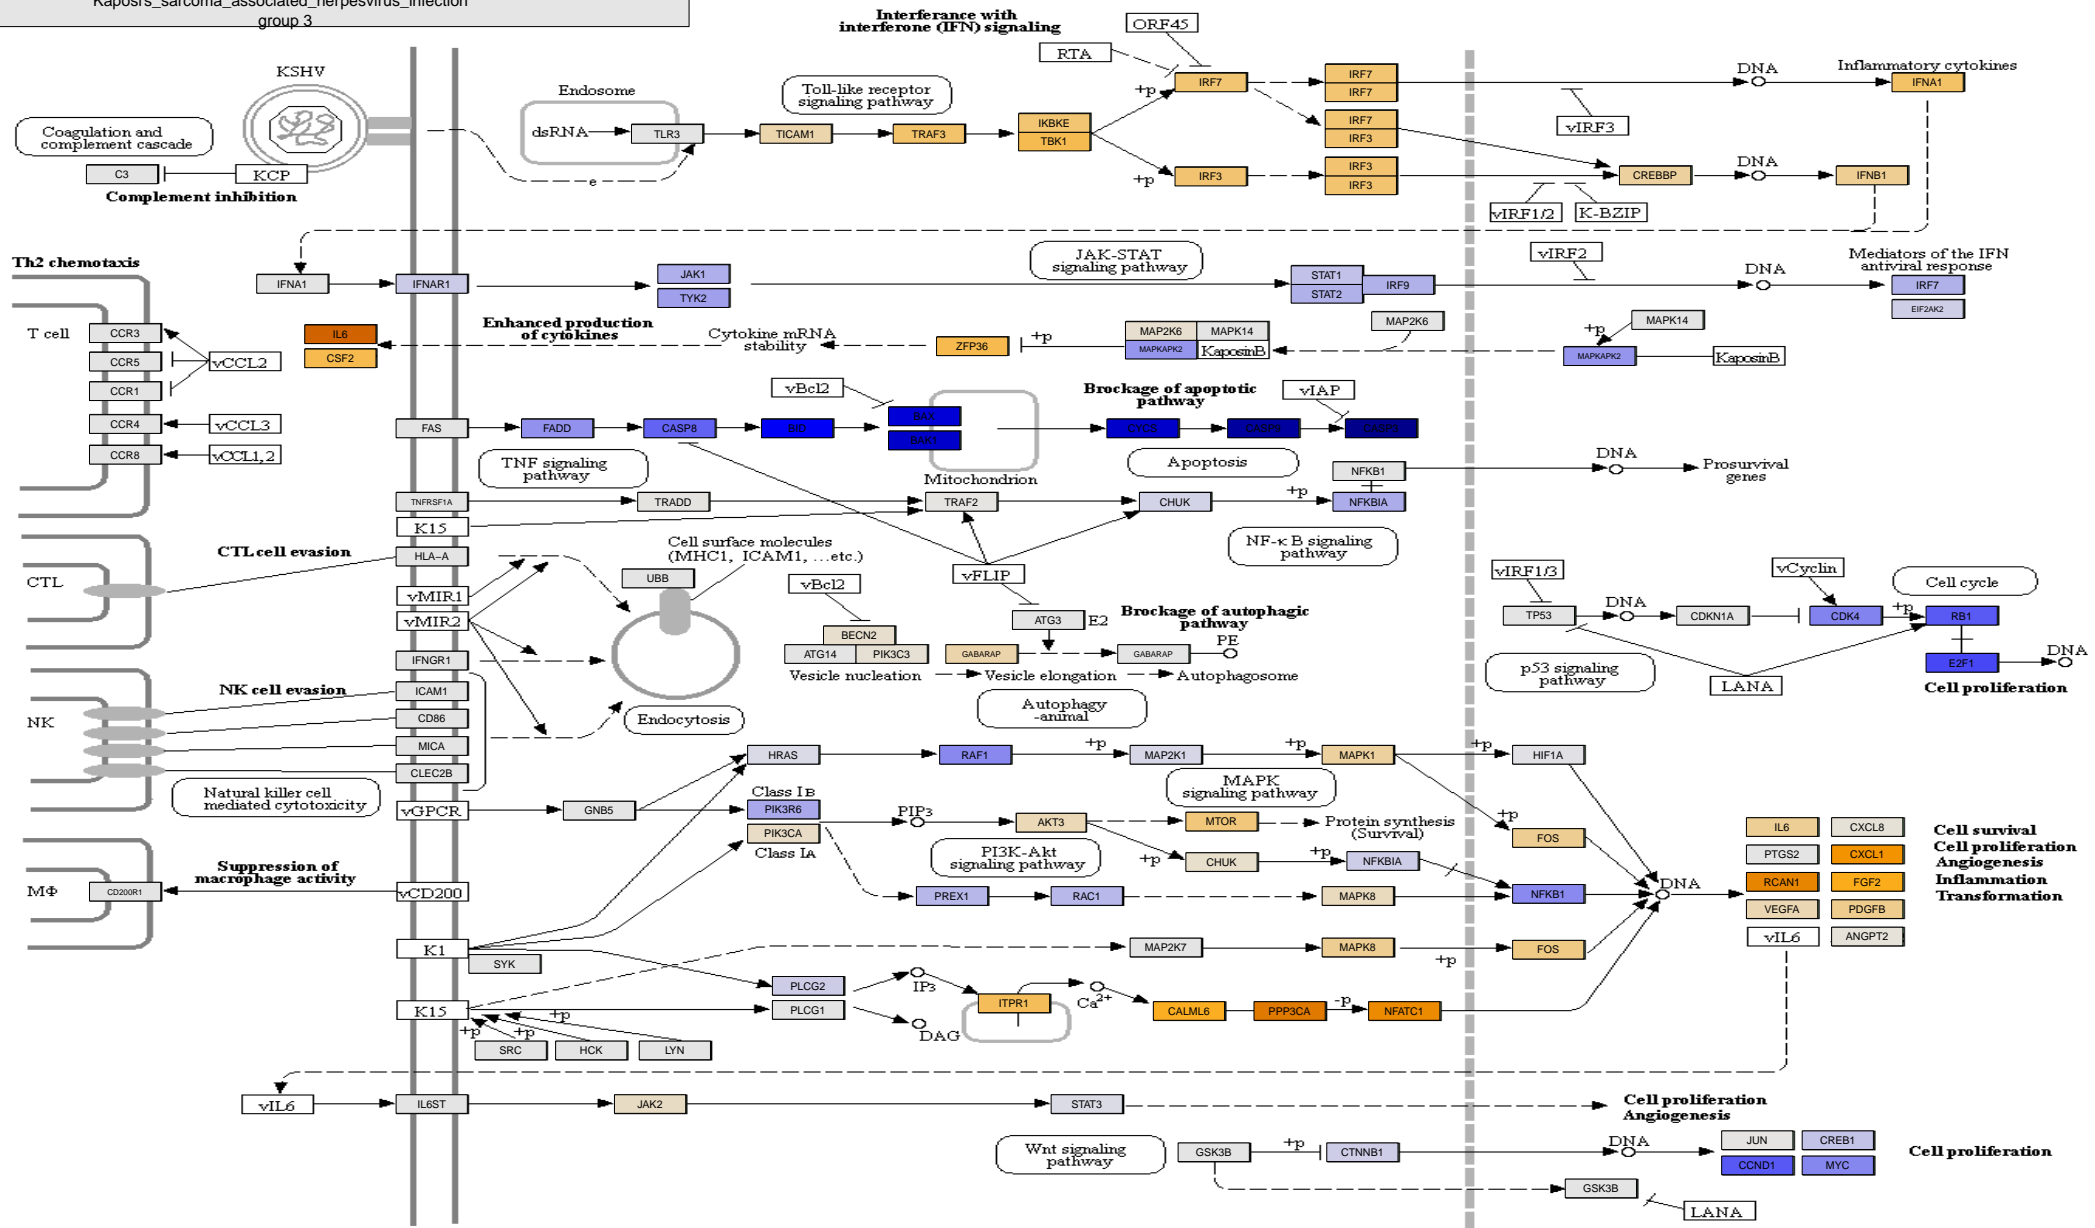 Kaposi's_sarcoma_associated_herpesvirus_infection
group 3
Interferance with
interferone (IFN) signaling
ORF45
RTA
KSHV
Endosome
Toll-like receptor
signaling pathway
+p
IRF7
IRF7
IRF7
DNA
Inflammatory cytokines
IFNA1
Coagulation and
complement cascade
dsRNA
TLR3
TICAM1
TRAF3
IKBKE
TBK1
IRF7
IRF3
vIRF3
C3
KCP
Complement inhibition
e
+p
IRF3
IRF3
IRF3
CREBBP
DNA
IFNB1
vIRF1/2
K-BZIP
Th2 chemotaxis
JAK-STAT
signaling pathway
vIRF2
Mediators of the IFN
antiviral response
IFNA1
IFNAR1
JAK1
TYK2
STAT1
STAT2
IRF9
DNA
IRF7
EIF2AK2
T cell
CCR3
CCR5
CCR1
CCR4
CCR8
vCCL2
vCCL3
vCCL1,2
IL6
CSF2
Enhanced production
of cytokines
Cytokine mRNA
stability
ZFP36
+p
MAP2K6
MAPK14
MAPKAPK2
KaposinB
MAP2K6
+p
MAPK14
MAPKAPK2
KaposinB
vBcl2
Brockage of apoptotic
pathway
vIAP
FAS
FADD
CASP8
BID
BAX
BAK1
CYCS
CASP9
CASP3
TNF signaling
pathway
Mitochondrion
Apoptosis
NFKB1
DNA
Prosurvival
genes
TNFRSF1A
TRADD
TRAF2
CHUK
+p
NFKBIA
K15
NF-κ B signaling
pathway
CTL cell evasion
CTL
HLA-A
Cell surface molecules
(MHC1, ICAM1, ...etc.)
UBB
vMIR1
vMIR2
vBcl2
vFLIP
BECN2
ATG14
PIK3C3
ATG3
E2
Brockage of autophagic
pathway
PE
GABARAP
GABARAP
Vesicle nucleation
Vesicle elongation
Autophagosome
Autophagy
-animal
vIRF1/3
vCyclin
Cell cycle
TP53
DNA
CDKN1A
CDK4
+p
RB1
E2F1
DNA
p53 signaling
pathway
LANA
Cell proliferation
IFNGR1
NK cell evasion
NK
ICAM1
CD86
MICA
CLEC2B
Endocytosis
Natural killer cell
mediated cytotoxicity
HRAS
RAF1
+p
MAP2K1
+p
MAPK1
+p
HIF1A
MAPK
signaling pathway
vGPCR
GNB5
Class IB
PIK3R6
PIK3CA
Class IA
PIP3
AKT3
MTOR
Protein synthesis
(Survival)
+p
FOS
PI3K-Akt
signaling pathway
+p
CHUK
+p
NFKBIA
PREX1
RAC1
MAPK8
NFKB1
DNA
IL6
CXCL8
PTGS2
CXCL1
RCAN1
FGF2
VEGFA
PDGFB
vIL6
ANGPT2
Cell survival
Cell proliferation
Angiogenesis
Inflammation
Transformation
MΦ
CD200R1
Suppression of
macrophage activity
vCD200
K1
SYK
MAP2K7
MAPK8
+p
FOS
PLCG2
IP3
ITPR1
Ca2+
CALML6
PPP3CA
-p
NFATC1
K15
PLCG1
DAG
+p
+p
+p
SRC
HCK
LYN
vIL6
IL6ST
JAK2
STAT3
Cell proliferation
Angiogenesis
Wnt signaling
pathway
GSK3B
+p
CTNNB1
DNA
JUN
CREB1
CCND1
MYC
Cell proliferation
GSK3B
LANA